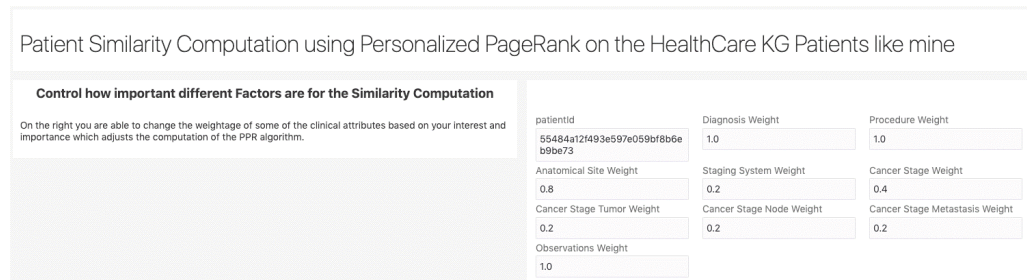 Patient Similarity Computation using Personalized PageRank on the HealthCare KG Patients like mine
Control how important different Factors are for the Similarity Computation
On the right you are able to change the weightage of some of the clinical attributes based on your interest and
importance which adjusts the computation of the PPR algorithm.
patientId
55484a12f493e597e059bf8b6e
b9be73
Diagnosis Weight
1.0
Procedure Weight
1.0
Anatomical Site Weight
0.8
Staging System Weight
0.2
Cancer Stage Weight
0.4
Cancer Stage Tumor Weight
0.2
Cancer Stage Node Weight
0.2
Cancer Stage Metastasis Weight
0.2
Observations Weight
1.0